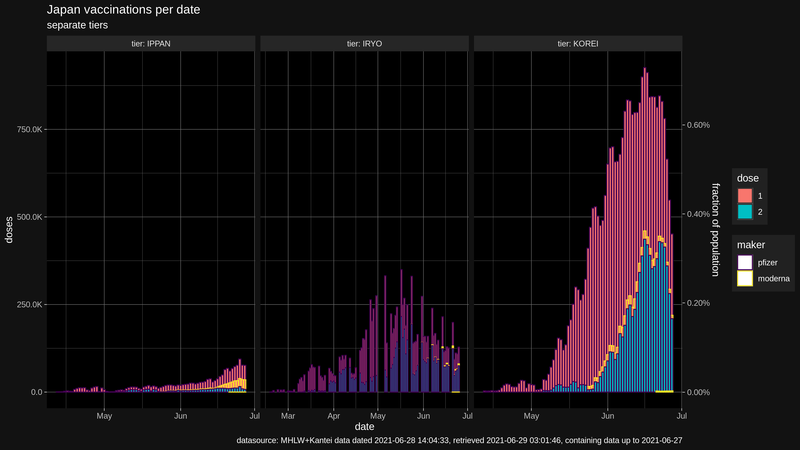 Japan vaccinations per date
separate tiers
tier: IPPAN
tier: IRYO
tier: KOREI
750.0K
500.0K
250.0K
0.0
doses
0.60%
0.40%
0.20%
0.00%
fraction of population
May
Jun
Jul
Mar
Apr
May
Jun
Jul
May
Jun
Jul
date
dose
1
2
maker
pfizer
moderna
datasource: MHLW+Kantei data dated 2021-06-28 14:04:33, retrieved 2021-06-29 03:01:46, containing data up to 2021-06-27